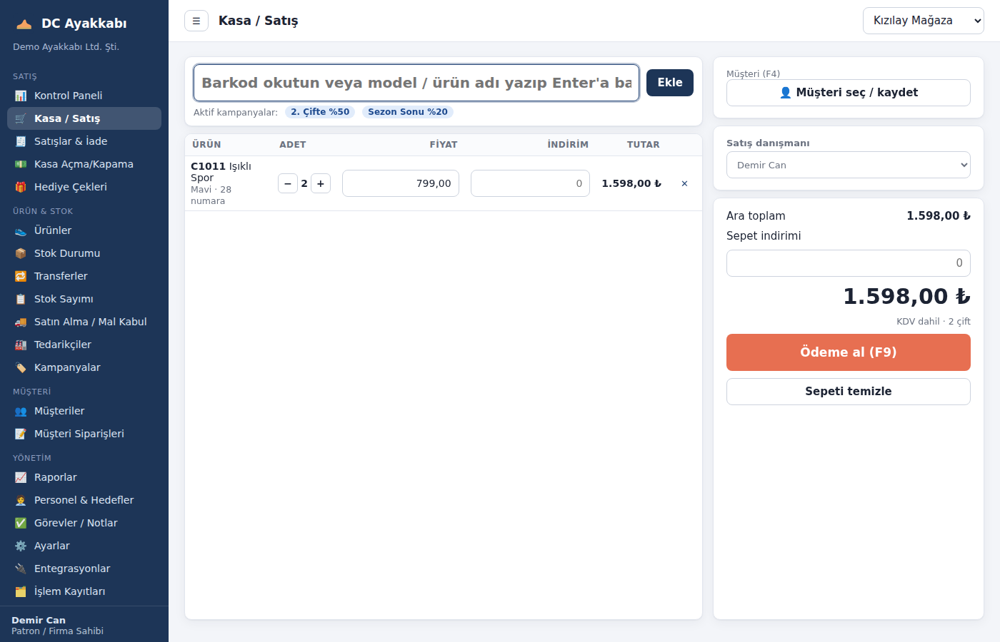 DC Ayakkabı
Demo Ayakkabı Ltd. Şti.
SATIŞ
Kontrol Paneli
Kasa / Satış
Satışlar & İade
Kasa Açma/Kapama
Hediye Çekleri
ÜRÜN & STOK
Ürünler
Stok Durumu
Transferler
Stok Sayımı
Satın Alma / Mal Kabul
Tedarikçiler
Kampanyalar
MÜŞTERİ
Müşteriler
Müşteri Siparişleri
YÖNETİM
Raporlar
Personel & Hedefler
Görevler / Notlar
Ayarlar
Entegrasyonlar
İşlem Kayıtları
Demir Can
Patron / Firma Sahibi
☰ Kasa / Satış
Kızılay Mağaza
Barkod okutun veya model / ürün adı yazıp Enter'a ba
Ekle
Aktif kampanyalar: 2. Çifte %50 Sezon Sonu %20
ÜRÜN ADET FİYAT İNDİRİM TUTAR
C1011 Işıklı
Spor
Mavi · 28
numara
− 2 + 799,00 0 1.598,00 ₺ ×
Müşteri (F4)
Müşteri seç / kaydet
Satış danışmanı
Demir Can
Ara toplam 1.598,00 ₺
Sepet indirimi
0
1.598,00 ₺
KDV dahil · 2 çift
Ödeme al (F9)
Sepeti temizle